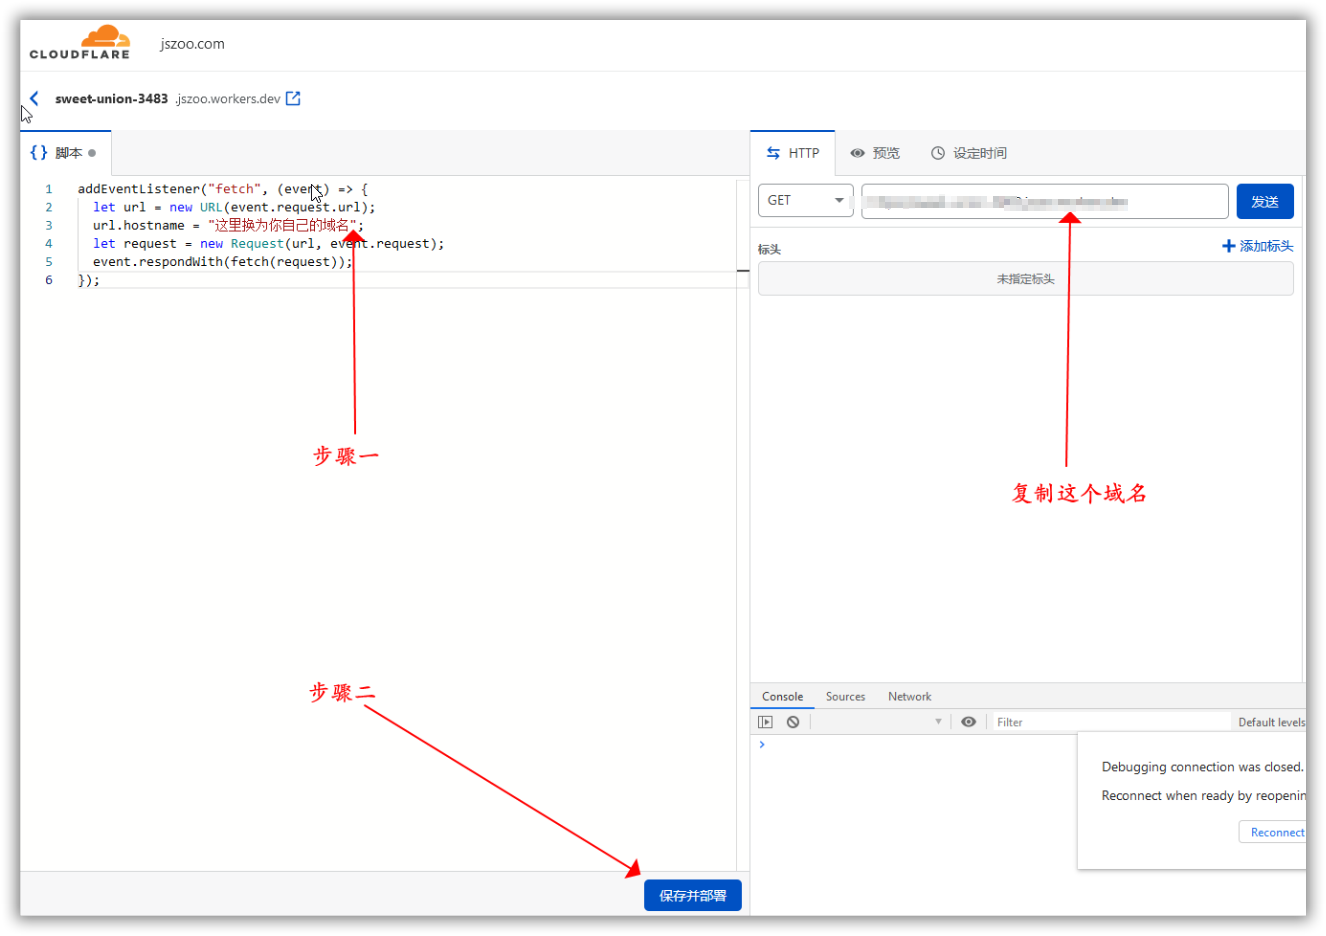 CLOUDFLARE
jszoo.com
sweet-union-3483 .jszoo.workers.dev
{} 脚本
HTTP
预览
设定时间
1 addEventListener("fetch", (event) => {
2 let url = new URL(event.request.url);
3 url.hostname = "这里换为你自己的域名";
4 let request = new Request(url, event.request);
5 event.respondWith(fetch(request));
6 });
GET
发送
标头
添加标头
未指定标头
步骤一
复制这个域名
步骤二
Console
Sources
Network
Filter
Default levels
Debugging connection was closed.
Reconnect when ready by reopenin
Reconnect
保存并部署